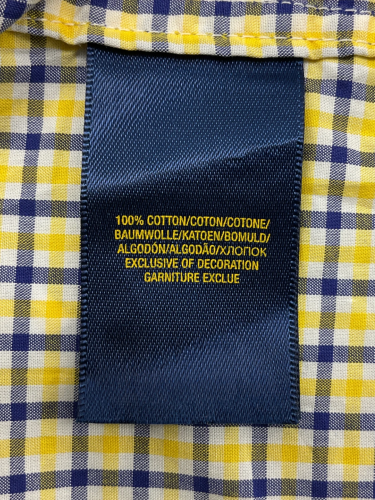 100% COTTON/COTON/COTONE/
BAUMWOLLE/KATOEN/BOMULD/
ALGODÓN/ALGODÃO/ХЛОПОК
EXCLUSIVE OF DECORATION
GARNITURE EXCLUE